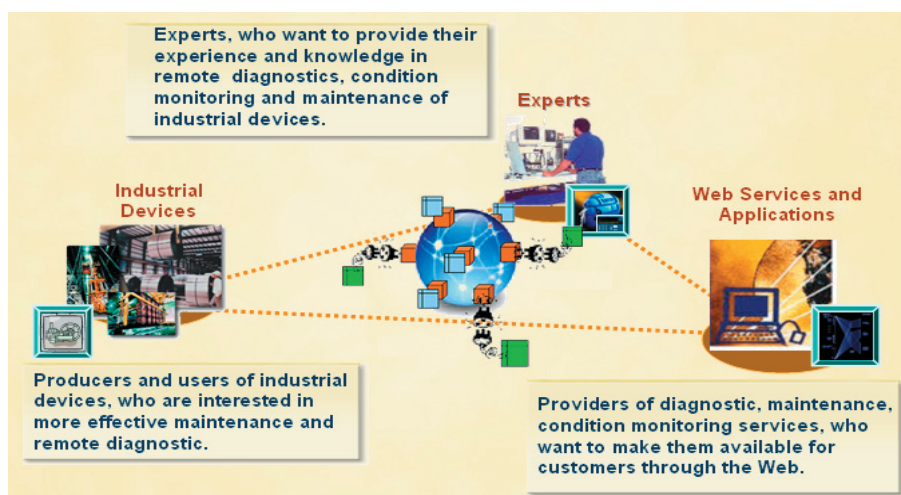 Experts, who want to provide their
experience and knowledge in
remote diagnostics, condition
monitoring and maintenance of
industrial devices.
Experts
Industrial
Devices
Web Services and
Applications
Producers and users of industrial
devices, who are interested in
more effective maintenance and
remote diagnostic.
Providers of diagnostic, maintenance,
condition monitoring services, who
want to make them available for
customers through the Web.